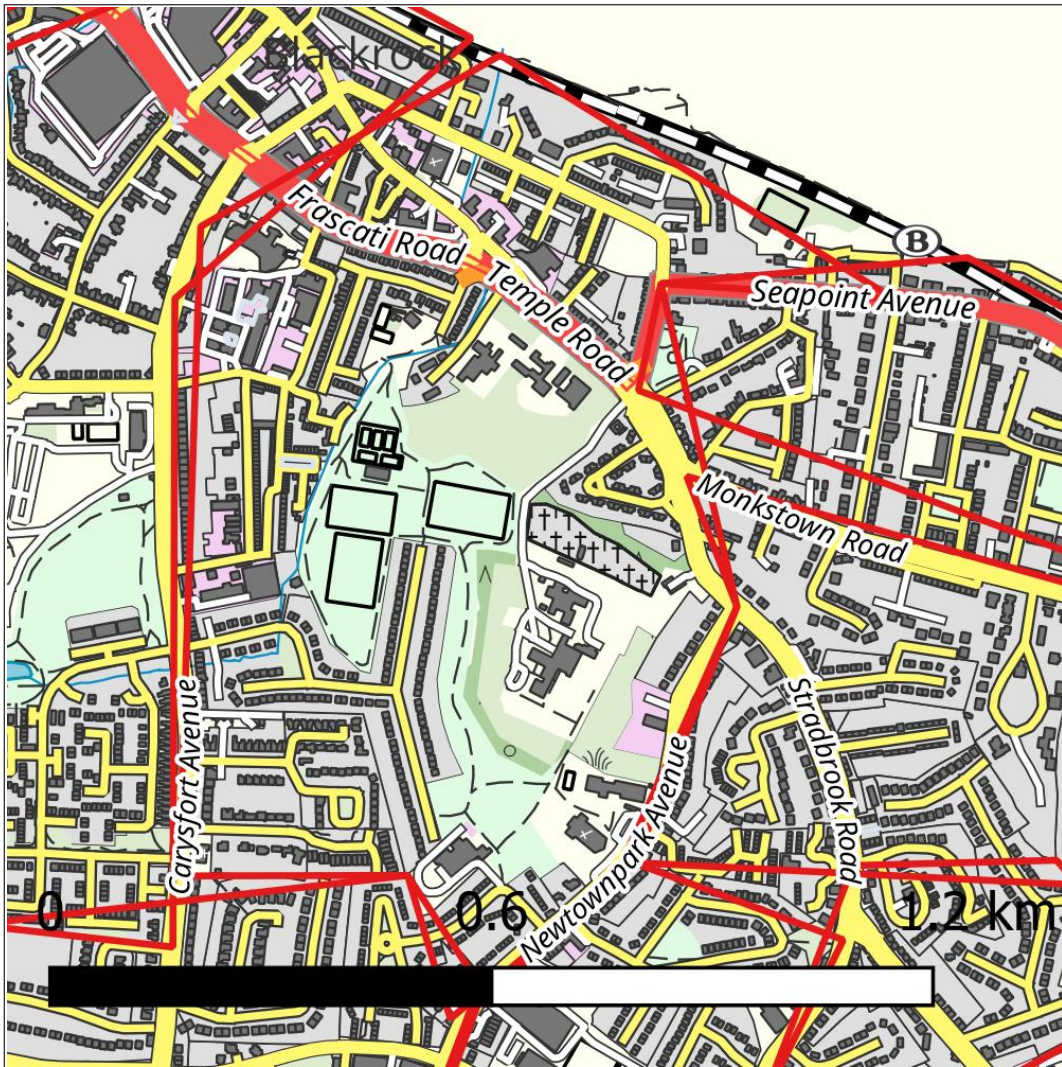 Blackrock
B
Frascati Road
Temple Road
Seapoint Avenue
Monkstown Road
Stradbrook Road
Carysfort Avenue
Newtownpark Avenue
0
0.6
1.2 km